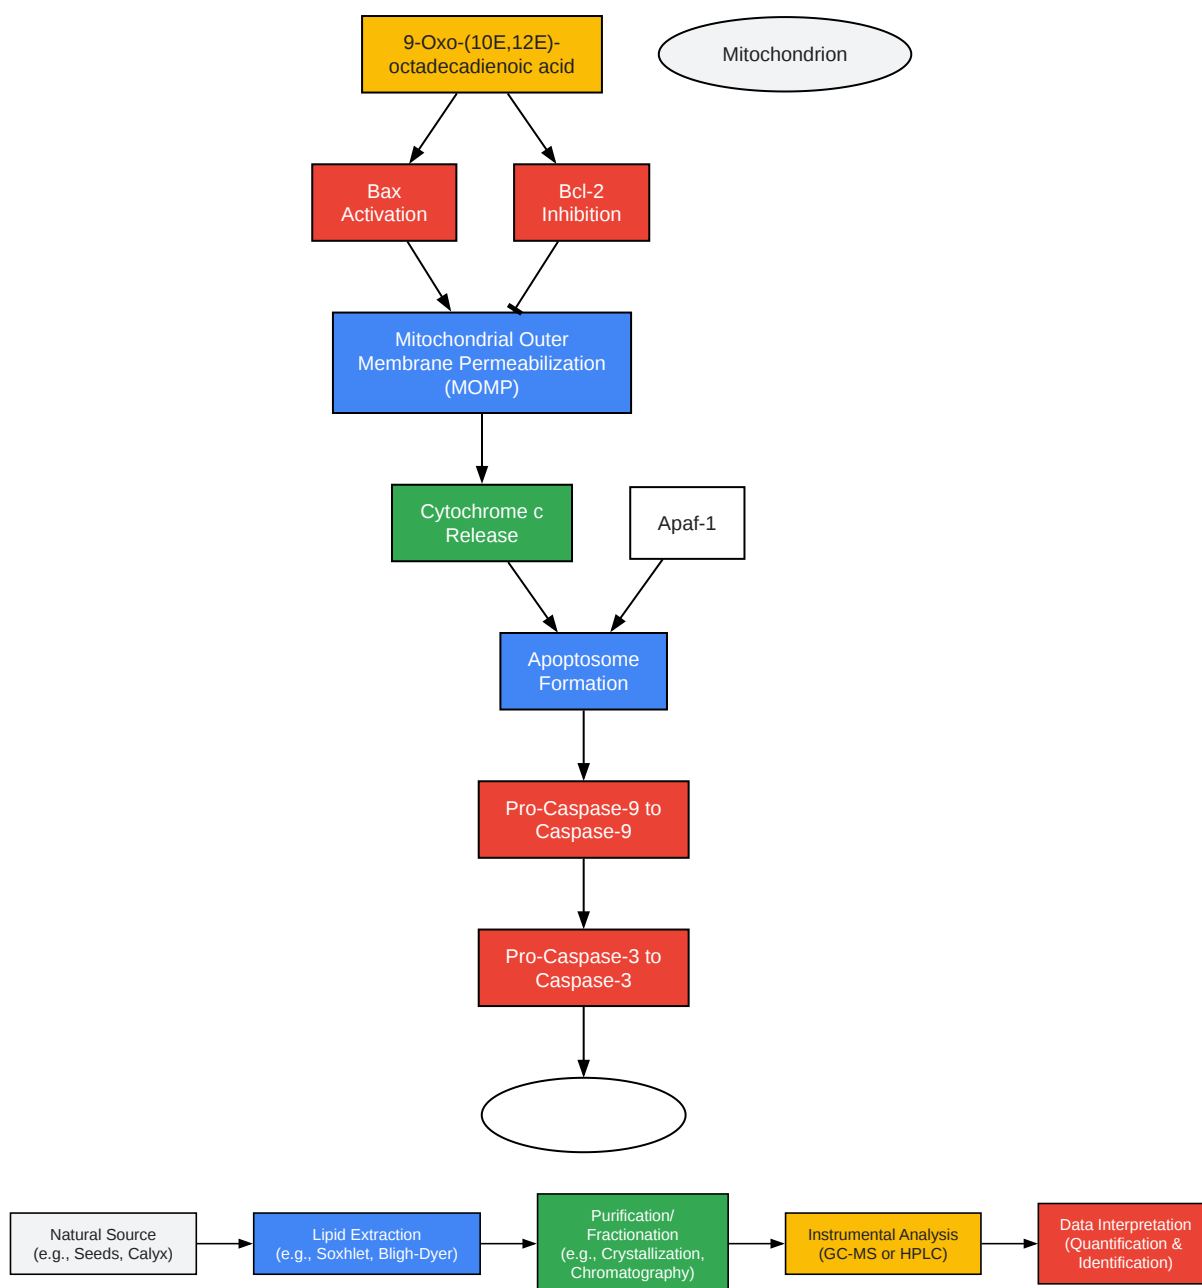 9-Oxo-(10E,12E)-
octadecadienoic acid
Mitochondrion
Bax
Activation
Bcl-2
Inhibition
Mitochondrial Outer
Membrane Permeabilization
(MOMP)
Cytochrome c
Release
Apaf-1
Apoptosome
Formation
Pro-Caspase-9 to
Caspase-9
Pro-Caspase-3 to
Caspase-3
Natural Source
(e.g., Seeds, Calyx)
Lipid Extraction
(e.g., Soxhlet, Bligh-Dyer)
Purification/
Fractionation
(e.g., Crystallization,
Chromatography)
Instrumental Analysis
(GC-MS or HPLC)
Data Interpretation
(Quantification &
Identification)